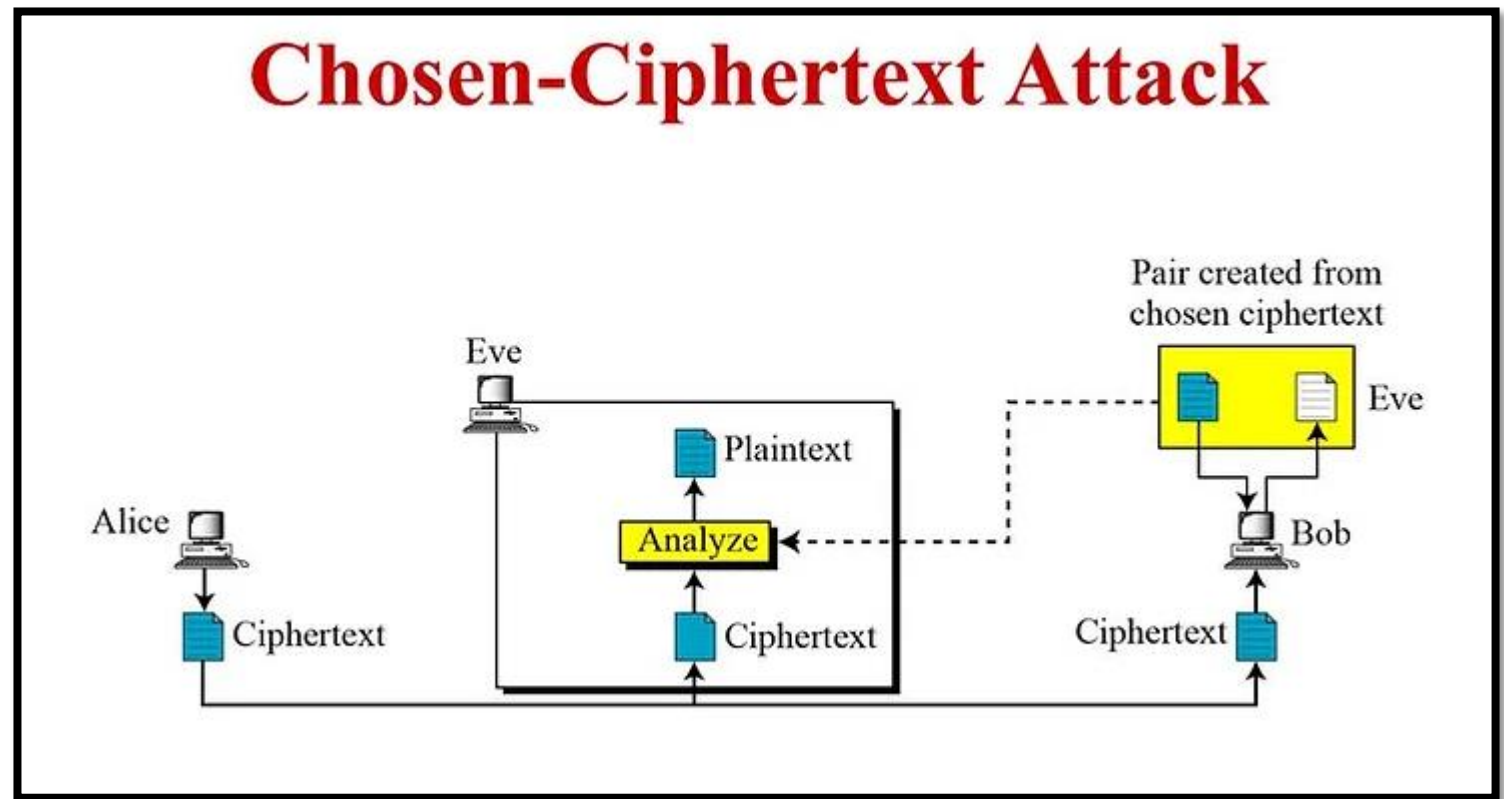 Chosen-Ciphertext Attack
Pair created from
chosen ciphertext
Eve
Eve
Plaintext
Alice
Analyze
Bob
Ciphertext
Ciphertext
Ciphertext